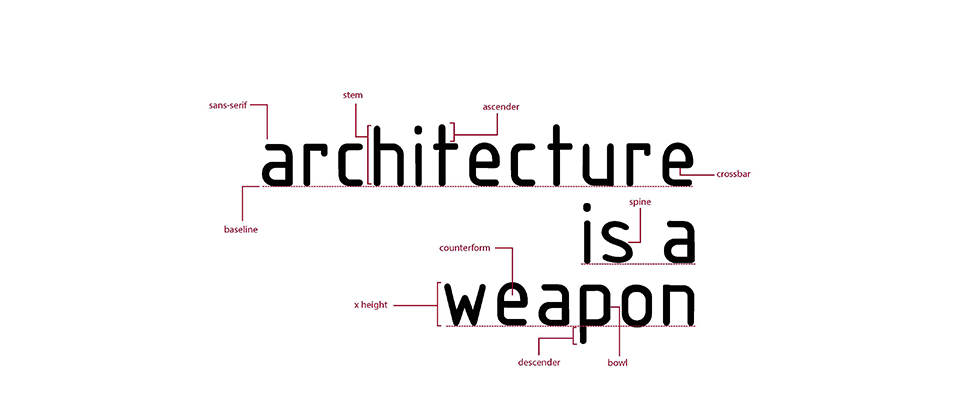 stem
sans-serif
ascender
architecture
crossbar
baseline
spine
is a
counterform
weapon
x height
descender
bowl